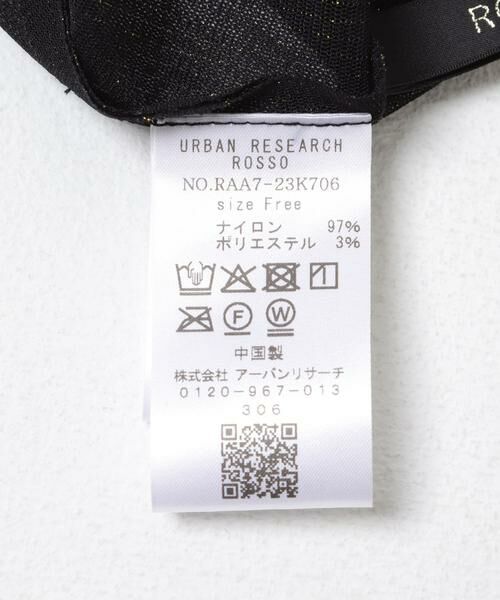 RO
URBAN RESEARCH
ROSSO
NO.RAA7-23K706
size Free
ナイロン 97%
ポリエステル 3%
F W
中国製
株式会社 アーバンリサーチ
0120-967-013
306